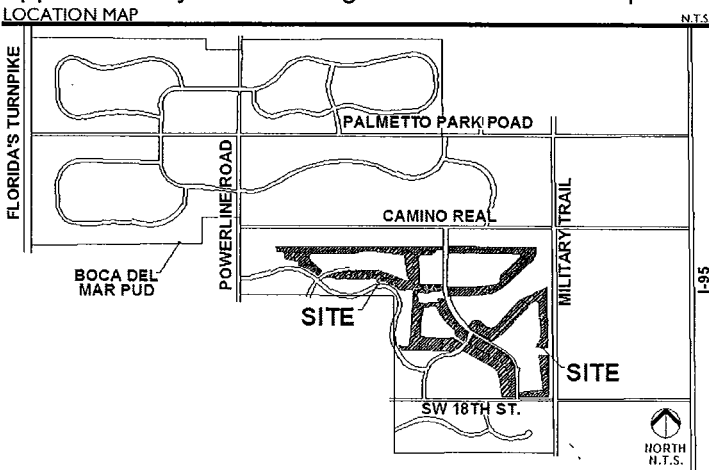 LOCATION MAP
N.T.S
FLORIDA'S TURNPIKE
PALMETTO PARK POAD
POWERLINE ROAD
CAMINO REAL
MILITARY TRAIL
I-95
BOCA DEL
MAR PUD
SITE
SITE
SW 18TH ST.
NORTH
N.T.S.